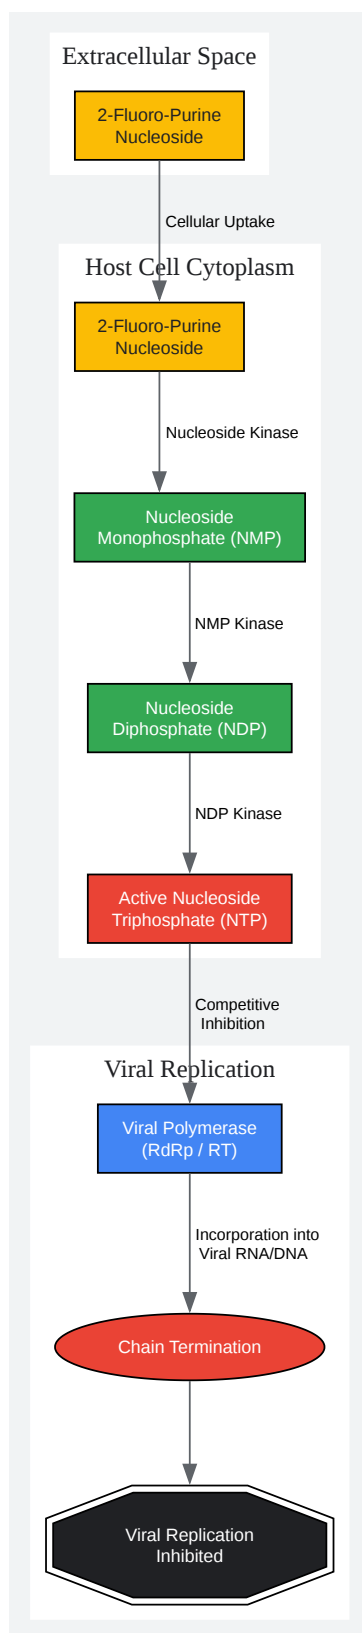 Extracellular Space
2-Fluoro-Purine
Nucleoside
Cellular Uptake
Host Cell Cytoplasm
2-Fluoro-Purine
Nucleoside
Nucleoside Kinase
Nucleoside
Monophosphate (NMP)
NMP Kinase
Nucleoside
Diphosphate (NDP)
NDP Kinase
Active Nucleoside
Triphosphate (NTP)
Competitive
Inhibition
Viral Replication
Viral Polymerase
(RdRp / RT)
Incorporation into
Viral RNA/DNA
Chain Termination
Viral Replication
Inhibited